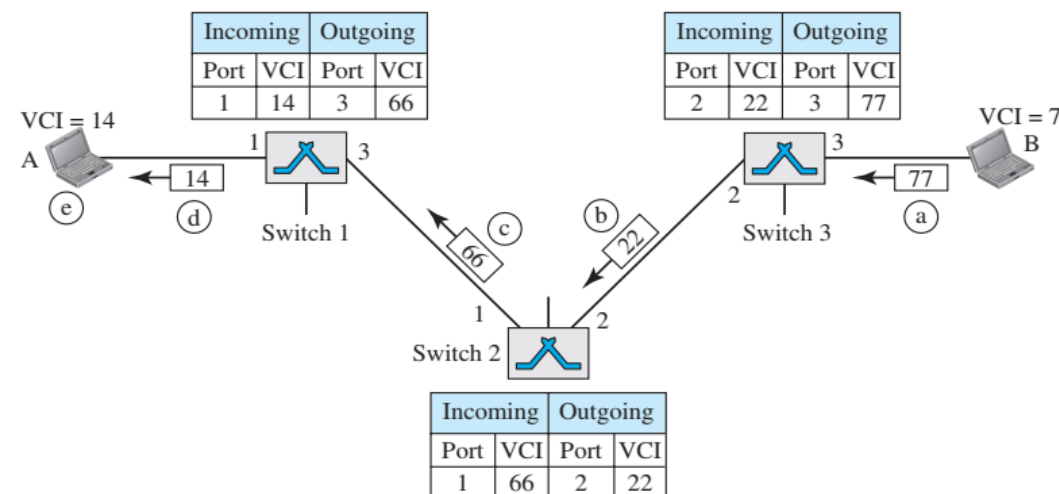 Incoming Outgoing
Port VCI Port VCI
1 14 3 66
Incoming Outgoing
Port VCI Port VCI
2 22 3 77
VCI = 14
A
1
3
14
e
d
Switch 1
c
66
b
22
VCI = 7
B
3
2
77
a
Switch 3
1
2
Switch 2
Incoming Outgoing
Port VCI Port VCI
1 66 2 22